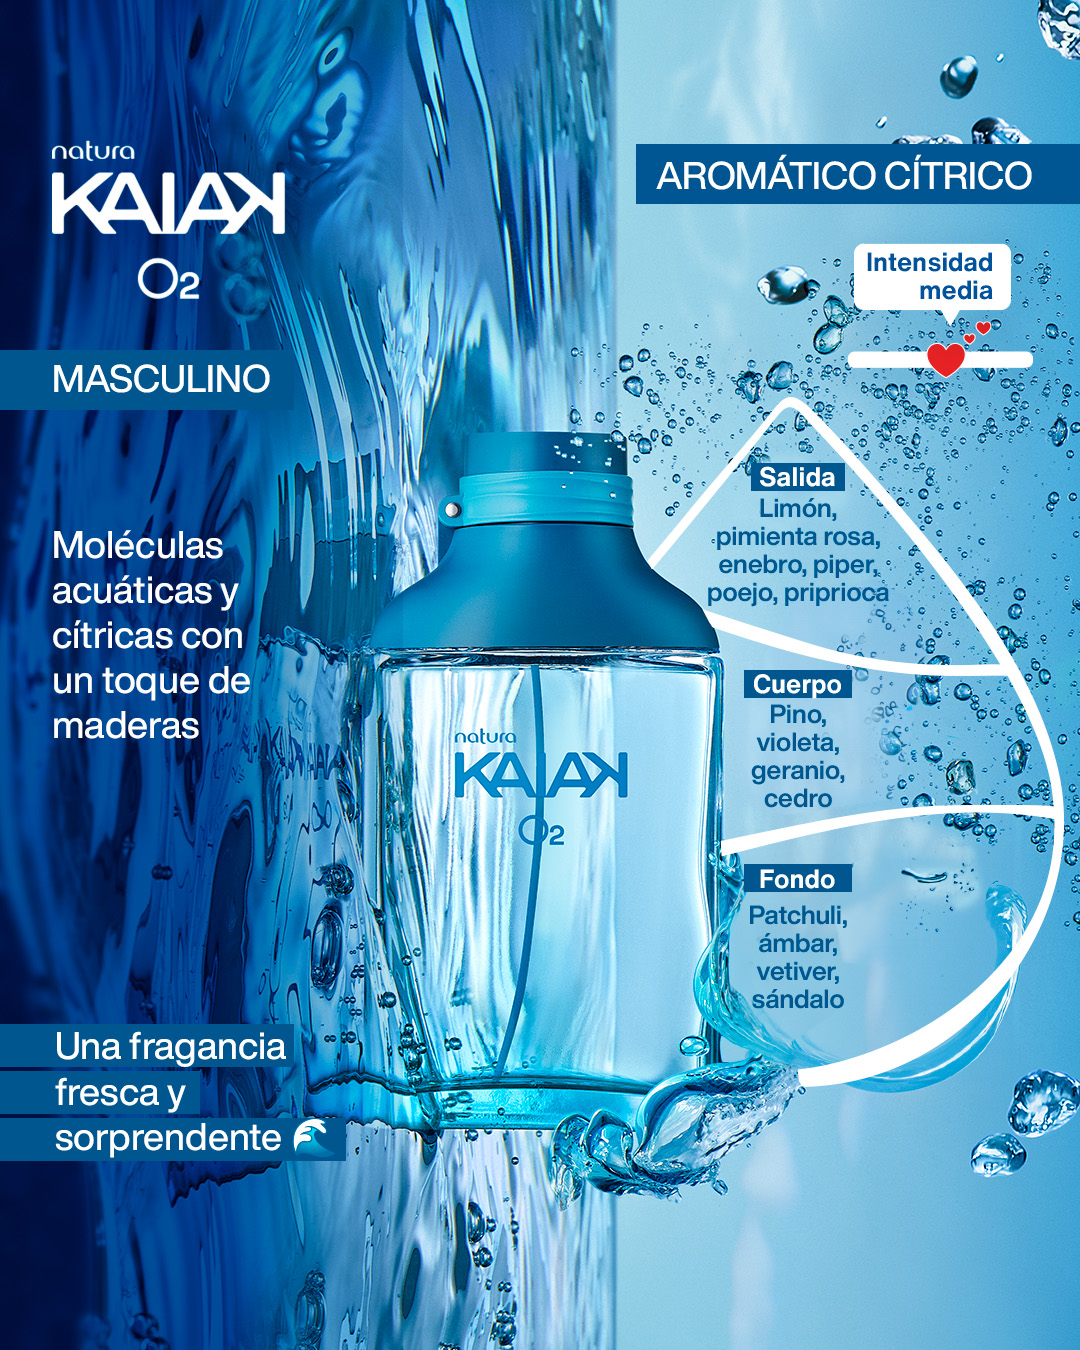 natura
KAIAK
O2
MASCULINO
Moléculas
acuáticas y
cítricas con
un toque de
maderas
Una fragancia
fresca y
sorprendente
AROMÁTICO CÍTRICO
Intensidad
media
Salida
Limón,
pimienta rosa,
enebro, piper,
poejo, priprioca
Cuerpo
Pino,
violeta,
geranio,
cedro
Fondo
Patchuli,
ámbar,
vetiver,
sándalo
natura
KAIAK
O2